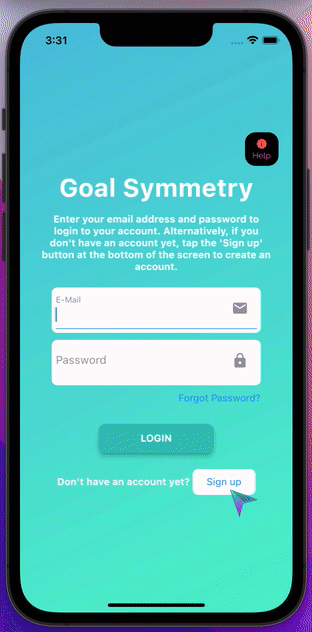 3:31
Help
Goal Symmetry
Enter your email address and password to
login to your account. Alternatively, if you
don't have an account yet, tap the 'Sign up'
button at the bottom of the screen to create an
account.
E-Mail
Password
Forgot Password?
LOGIN
Don't have an account yet? Sign up